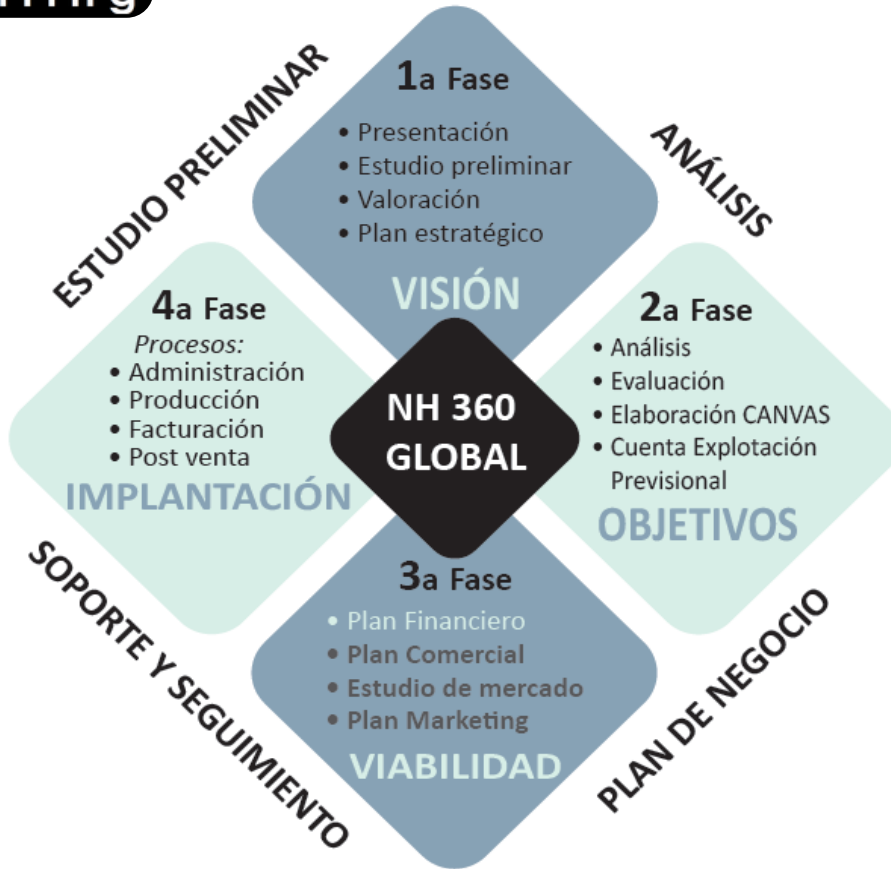 ESTUDIO PRELIMINAR
1a Fase
• Presentación
• Estudio preliminar
• Valoración
• Plan estratégico
VISIÓN
ANÁLISIS
4a Fase
Procesos:
• Administración
• Producción
• Facturación
• Post venta
IMPLANTACIÓN
NH 360
GLOBAL
2a Fase
• Análisis
• Evaluación
• Elaboración CANVAS
• Cuenta Explotación
Previsional
OBJETIVOS
3a Fase
• Plan Financiero
• Plan Comercial
• Estudio de mercado
• Plan Marketing
VIABILIDAD
SOPORTE Y SEGUIMIENTO
PLAN DE NEGOCIO